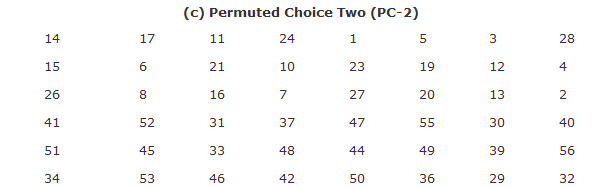 (c) Permuted Choice Two (PC-2)
14 17 11 24 1 5 3 28
15 6 21 10 23 19 12 4
26 8 16 7 27 20 13 2
41 52 31 37 47 55 30 40
51 45 33 48 44 49 39 56
34 53 46 42 50 36 29 32